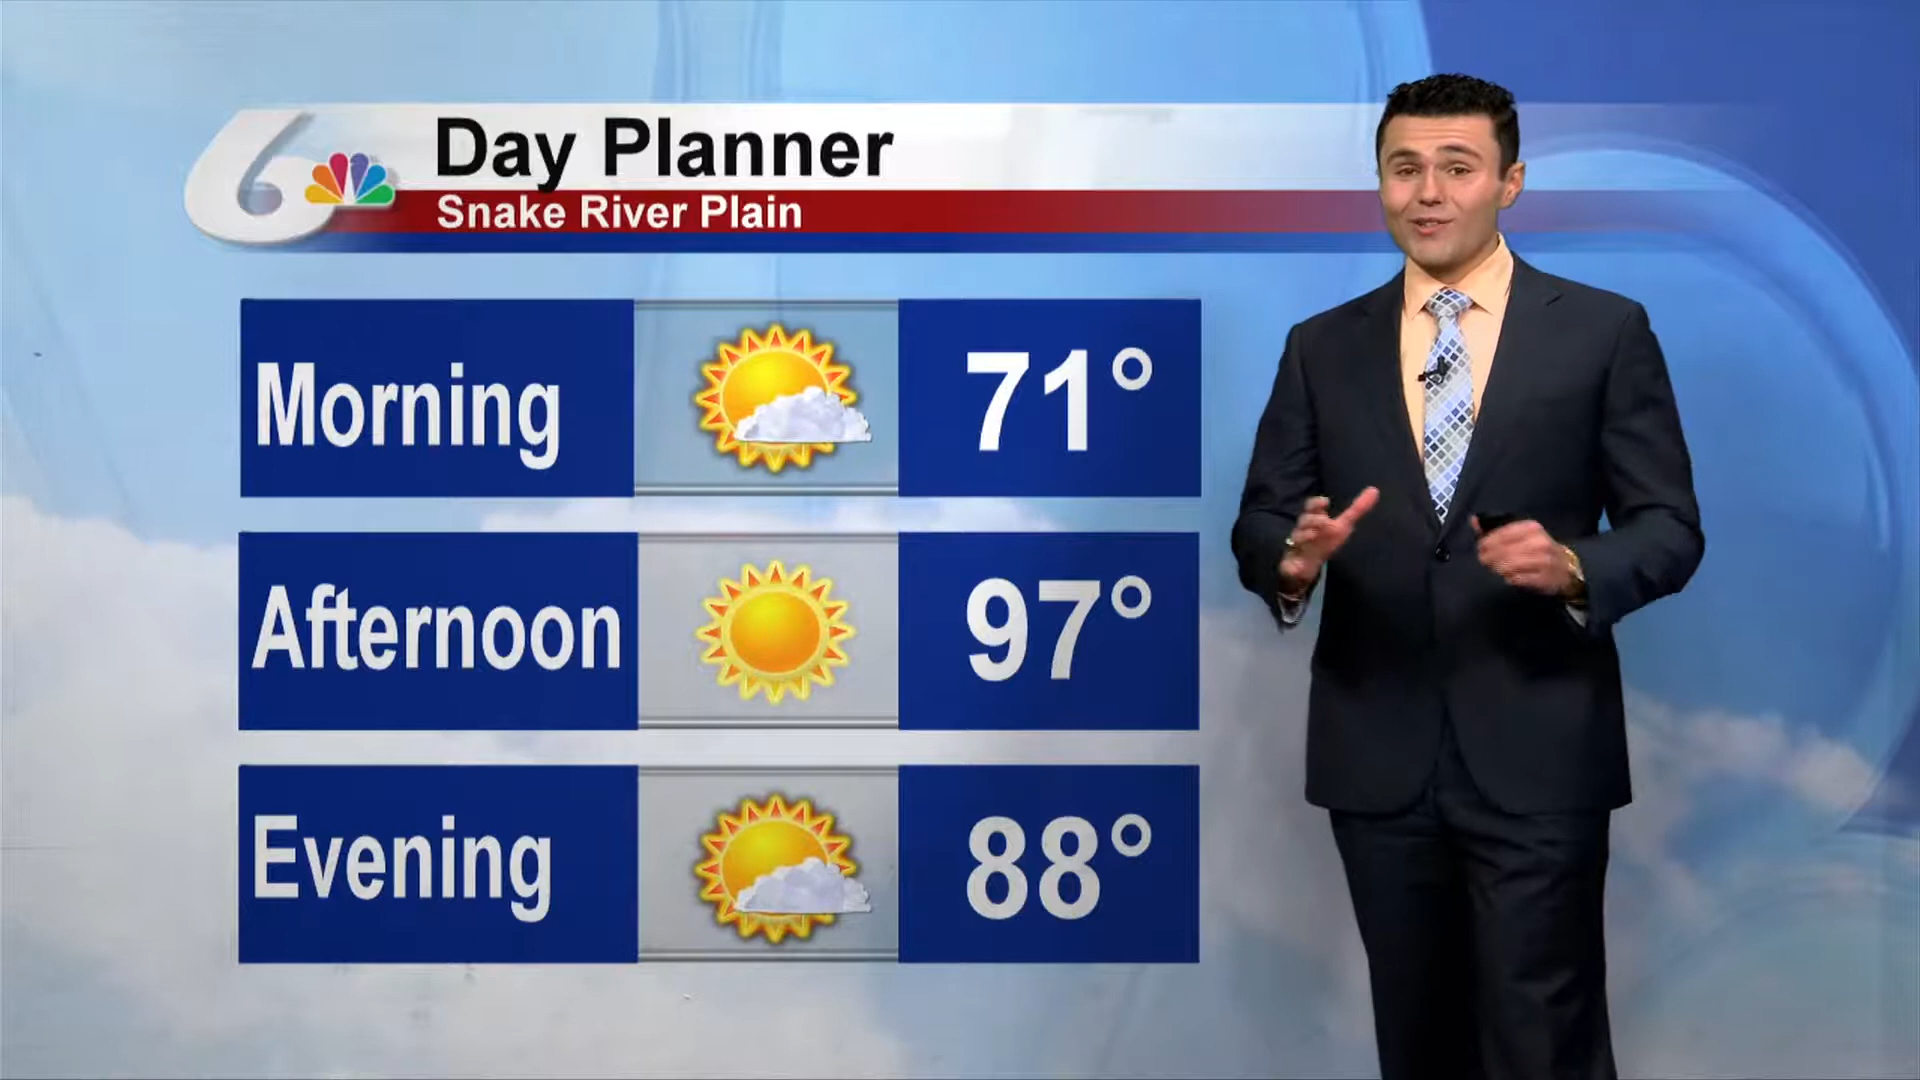 6
Day Planner
Snake River Plain
Morning 71°
Afternoon 97°
Evening 88°